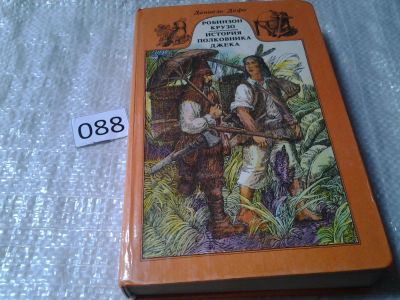 Даниель Дефо
РОБИНЗОН
КРУЗО
ИСТОРИЯ
ПОЛКОВНИКА
ДЖЕКА
088